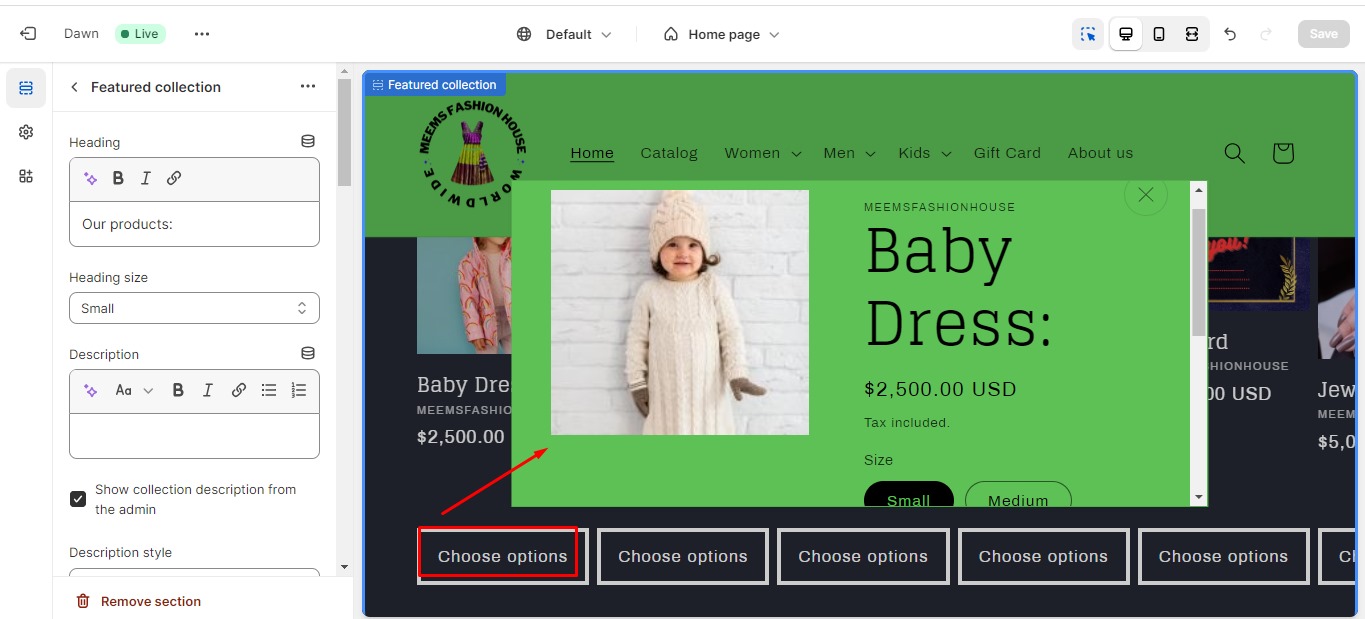 Dawn
Live
Default
Home page
Save
Featured collection
Heading
B I
Our products:
Heading size
Small
Description
Aa B I
Show collection description from
the admin
Description style
Remove section
Featured collection
MEEMS FASHION HOUSE
WORLDWIDE
Home Catalog Women Men Kids Gift Card About us
MEEMSFASHIONHOUSE
Baby
Dress:
$2,500.00 USD
Tax included.
Size
Small Medium
Baby Dre
MEEMSFASHIO
$2,500.00
you!
rd
HIONHOUSE
00 USD
Jew
MEEM
$5,0
Choose options Choose options Choose options Choose options Choose options Cl